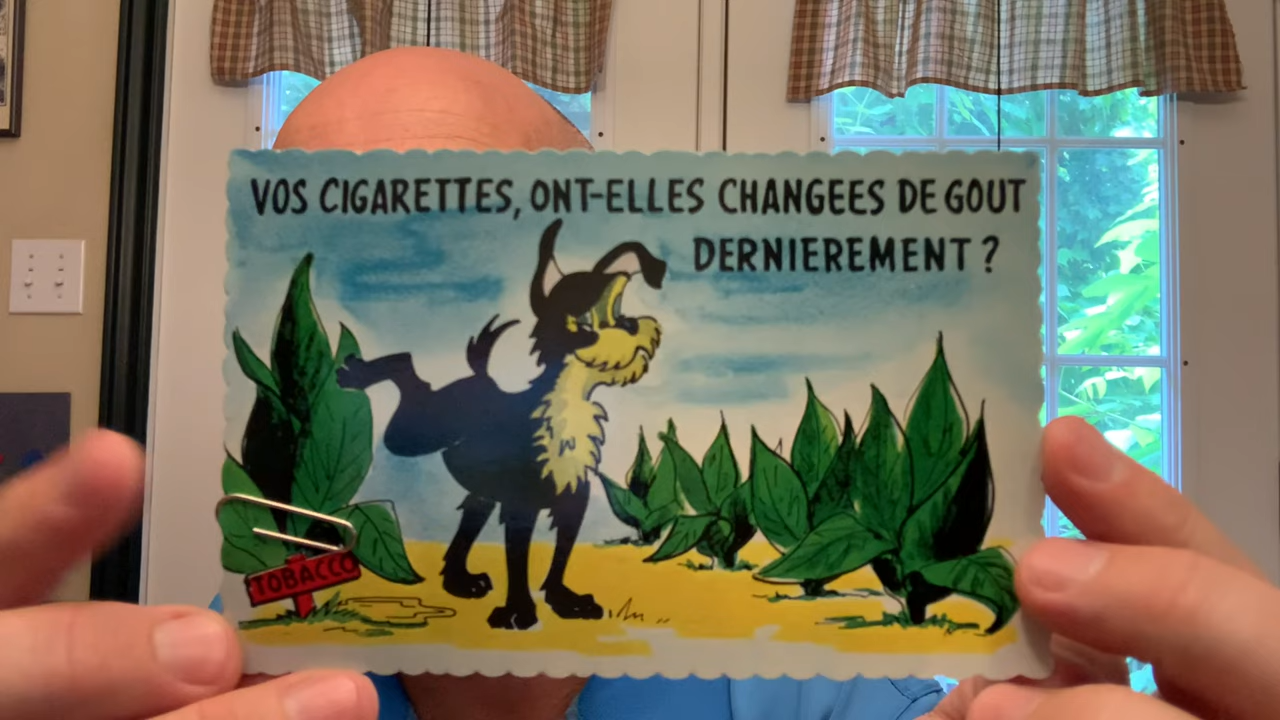 VOS CIGARETTES, ONT-ELLES CHANGEES DE GOUT
DERNIEREMENT ?
TOBACCO